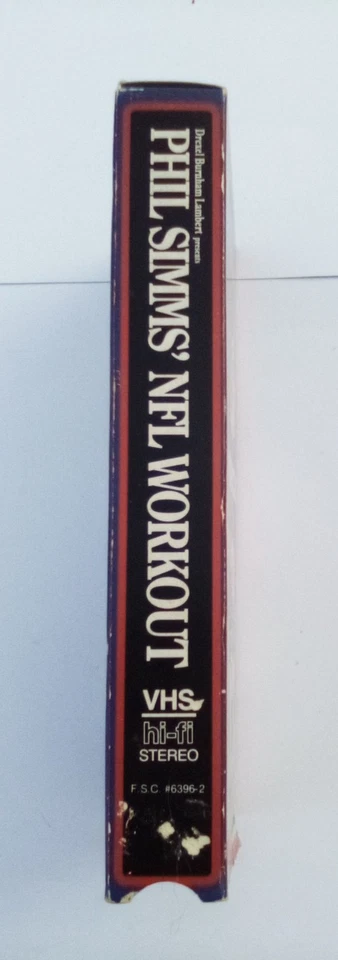 Drexel Burnham Lambert presents
PHIL SIMMS' NFL WORKOUT
VHS
hi-fi
STEREO
F.S.C. #6396-2